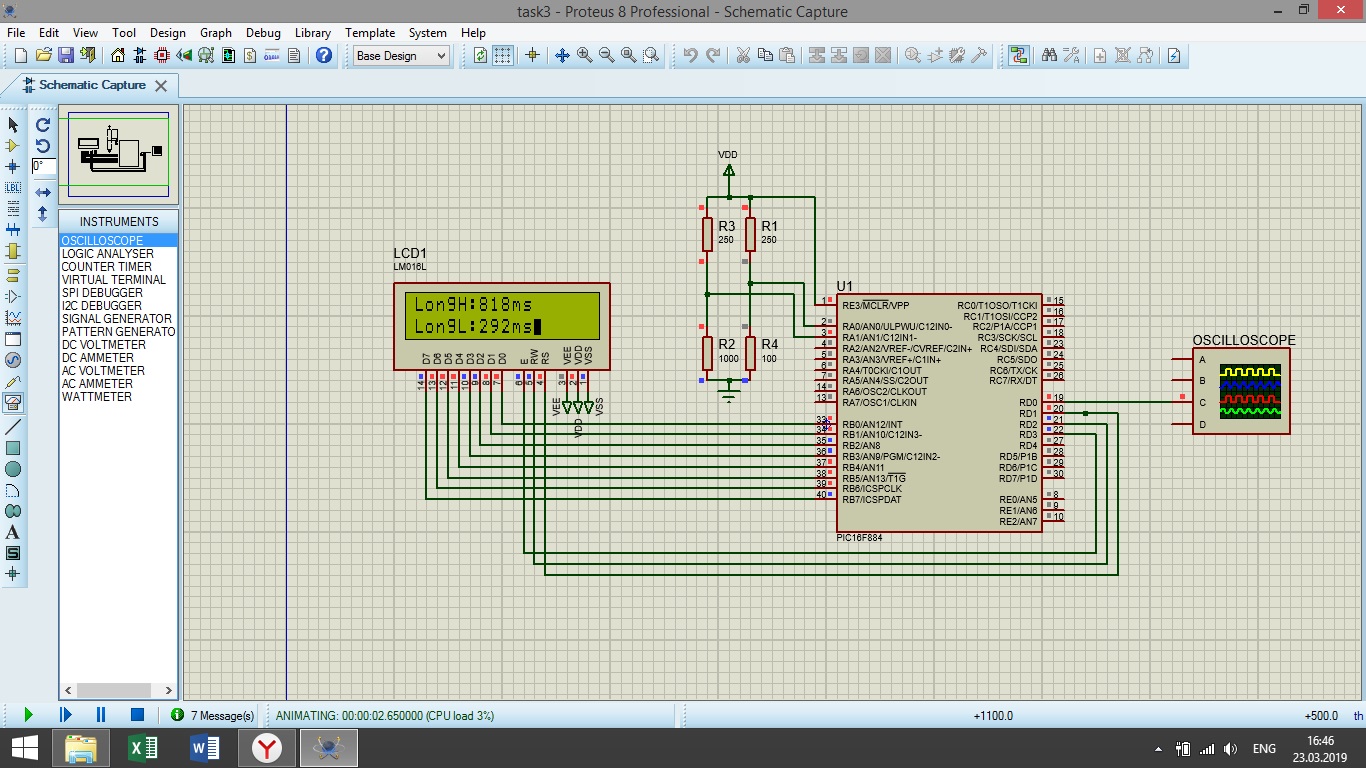 task3 - Proteus 8 Professional - Schematic Capture
File Edit View Tool Design Graph Debug Library Template System Help
Base Design
Schematic Capture
0°
LBL
INSTRUMENTS
OSCILLOSCOPE
LOGIC ANALYSER
COUNTER TIMER
VIRTUAL TERMINAL
SPI DEBUGGER
I2C DEBUGGER
SIGNAL GENERATOR
PATTERN GENERATO
DC VOLTMETER
DC AMMETER
AC VOLTMETER
AC AMMETER
WATTMETER
LCD1
LM016L
LongH:818ms
LongL:292ms
D7 D6 D5 D4 D3 D2 D1 D0 E RW RS VEE VDD VSS
14 13 12 11 10 9 8 7 6 5 4 3 2 1
VEE VDD VSS
VDD
R3
250
R1
250
R2
1000
R4
100
U1
1 RE3/MCLR/VPP
2 RA0/AN0/ULPWU/C12IN0-
3 RA1/AN1/C12IN1-
4 RA2/AN2/VREF-/CVREF/C2IN+
5 RA3/AN3/VREF+/C1IN+
6 RA4/T0CKI/C1OUT
7 RA5/AN4/SS/C2OUT
14 RA6/OSC2/CLKOUT
13 RA7/OSC1/CLKIN
33 RB0/AN12/INT
34 RB1/AN10/C12IN3-
35 RB2/AN8
36 RB3/AN9/PGM/C12IN2-
37 RB4/AN11
38 RB5/AN13/T1G
39 RB6/ICSPCLK
40 RB7/ICSPDAT
RC0/T1OSO/T1CKI 15
RC1/T1OSI/CCP2 16
RC2/P1A/CCP1 17
RC3/SCK/SCL 18
RC4/SDI/SDA 23
RC5/SDO 24
RC6/TX/CK 25
RC7/RX/DT 26
RD0 19
RD1 20
RD2 21
RD3 22
RD4 27
RD5/P1B 28
RD6/P1C 29
RD7/P1D 30
RE0/AN5 8
RE1/AN6 9
RE2/AN7 10
PIC16F884
OSCILLOSCOPE
A
B
C
D
7 Message(s)
ANIMATING: 00:00:02.650000 (CPU load 3%)
+1100.0
+500.0
th
ENG
16:46
23.03.2019